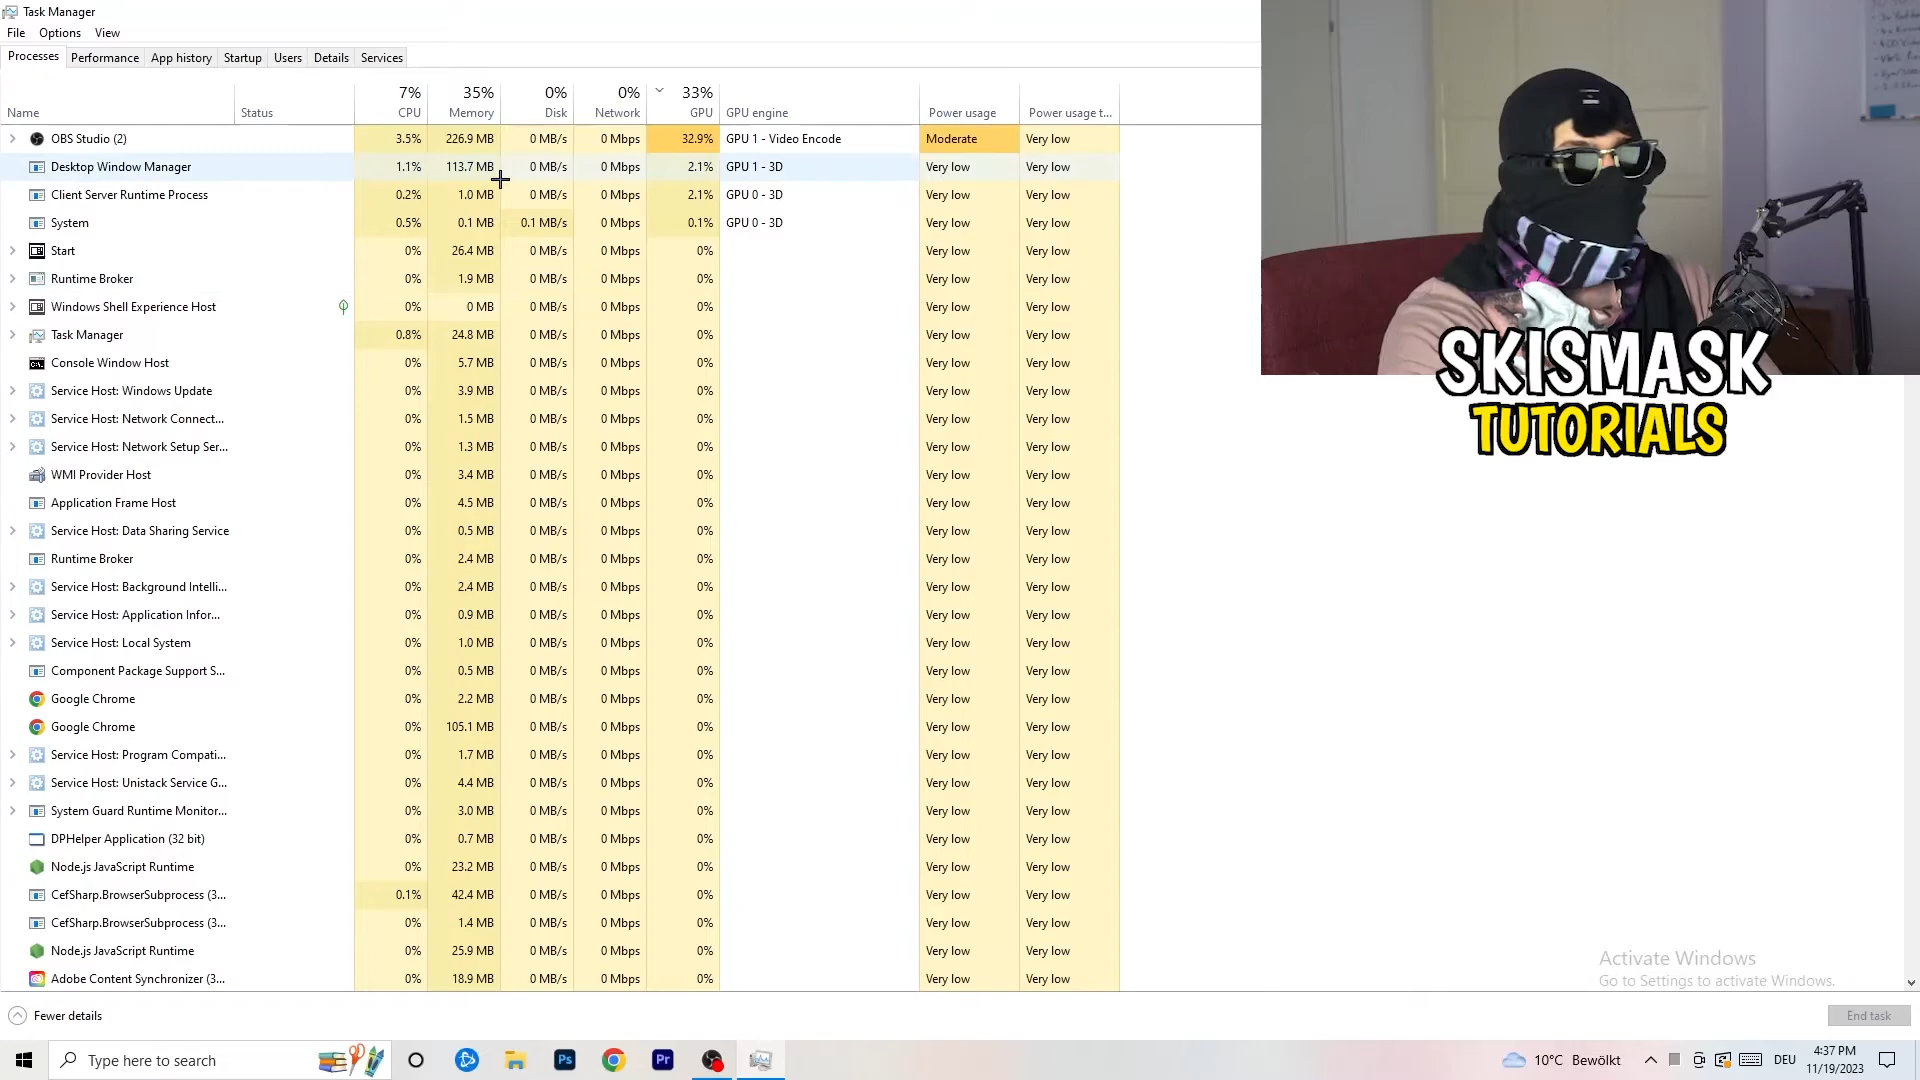 Task Manager
File Options View
Processes Performance App history Startup Users Details Services
7% 35% 0% 0% 33%
Name Status CPU Memory Disk Network GPU GPU engine Power usage Power usage t...
OBS Studio (2) 3.5% 226.9 MB 0 MB/s 0 Mbps 32.9% GPU 1 - Video Encode Moderate Very low
Desktop Window Manager 1.1% 113.7 MB 0 MB/s 0 Mbps 2.1% GPU 1 - 3D Very low Very low
Client Server Runtime Process 0.2% 1.0 MB 0 MB/s 0 Mbps 2.1% GPU 0 - 3D Very low Very low
System 0.5% 0.1 MB 0.1 MB/s 0 Mbps 0.1% GPU 0 - 3D Very low Very low
Start 0% 26.4 MB 0 MB/s 0 Mbps 0% Very low Very low
Runtime Broker 0% 1.9 MB 0 MB/s 0 Mbps 0% Very low Very low
Windows Shell Experience Host 0% 0 MB 0 MB/s 0 Mbps 0% Very low Very low
Task Manager 0.8% 24.8 MB 0 MB/s 0 Mbps 0% Very low Very low
Console Window Host 0% 5.7 MB 0 MB/s 0 Mbps 0% Very low Very low
Service Host: Windows Update 0% 3.9 MB 0 MB/s 0 Mbps 0% Very low Very low
Service Host: Network Connect... 0% 1.5 MB 0 MB/s 0 Mbps 0% Very low Very low
Service Host: Network Setup Ser... 0% 1.3 MB 0 MB/s 0 Mbps 0% Very low Very low
WMI Provider Host 0% 3.4 MB 0 MB/s 0 Mbps 0% Very low Very low
Application Frame Host 0% 4.5 MB 0 MB/s 0 Mbps 0% Very low Very low
Service Host: Data Sharing Service 0% 0.5 MB 0 MB/s 0 Mbps 0% Very low Very low
Runtime Broker 0% 2.4 MB 0 MB/s 0 Mbps 0% Very low Very low
Service Host: Background Intelli... 0% 2.4 MB 0 MB/s 0 Mbps 0% Very low Very low
Service Host: Application Infor... 0% 0.9 MB 0 MB/s 0 Mbps 0% Very low Very low
Service Host: Local System 0% 1.0 MB 0 MB/s 0 Mbps 0% Very low Very low
Component Package Support S... 0% 0.5 MB 0 MB/s 0 Mbps 0% Very low Very low
Google Chrome 0% 2.2 MB 0 MB/s 0 Mbps 0% Very low Very low
Google Chrome 0% 105.1 MB 0 MB/s 0 Mbps 0% Very low Very low
Service Host: Program Compati... 0% 1.7 MB 0 MB/s 0 Mbps 0% Very low Very low
Service Host: Unistack Service G... 0% 4.4 MB 0 MB/s 0 Mbps 0% Very low Very low
System Guard Runtime Monitor... 0% 3.0 MB 0 MB/s 0 Mbps 0% Very low Very low
DPHelper Application (32 bit) 0% 0.7 MB 0 MB/s 0 Mbps 0% Very low Very low
Node.js JavaScript Runtime 0% 23.2 MB 0 MB/s 0 Mbps 0% Very low Very low
CefSharp.BrowserSubprocess (3... 0.1% 42.4 MB 0 MB/s 0 Mbps 0% Very low Very low
CefSharp.BrowserSubprocess (3... 0% 1.4 MB 0 MB/s 0 Mbps 0% Very low Very low
Node.js JavaScript Runtime 0% 25.9 MB 0 MB/s 0 Mbps 0% Very low Very low
Adobe Content Synchronizer (3... 0% 18.9 MB 0 MB/s 0 Mbps 0% Very low Very low
SKISMASK
TUTORIALS
Activate Windows
Go to Settings to activate Windows.
Fewer details End task
Type here to search Ps Pr 10°C Bewölkt DEU 4:37 PM
11/19/2023